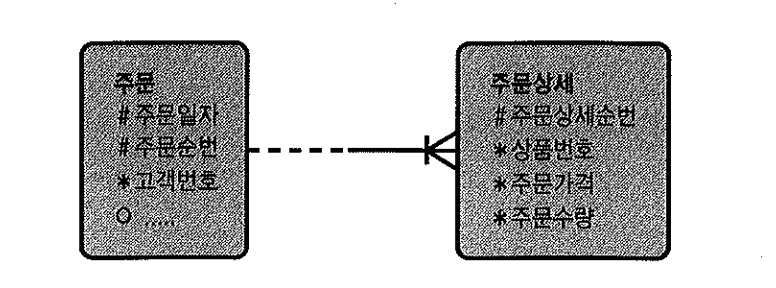 주문
# 주문일자
# 주문순번
* 고객번호
O .....
주문상세
# 주문상세순번
* 상품번호
* 주문가격
* 주문수량